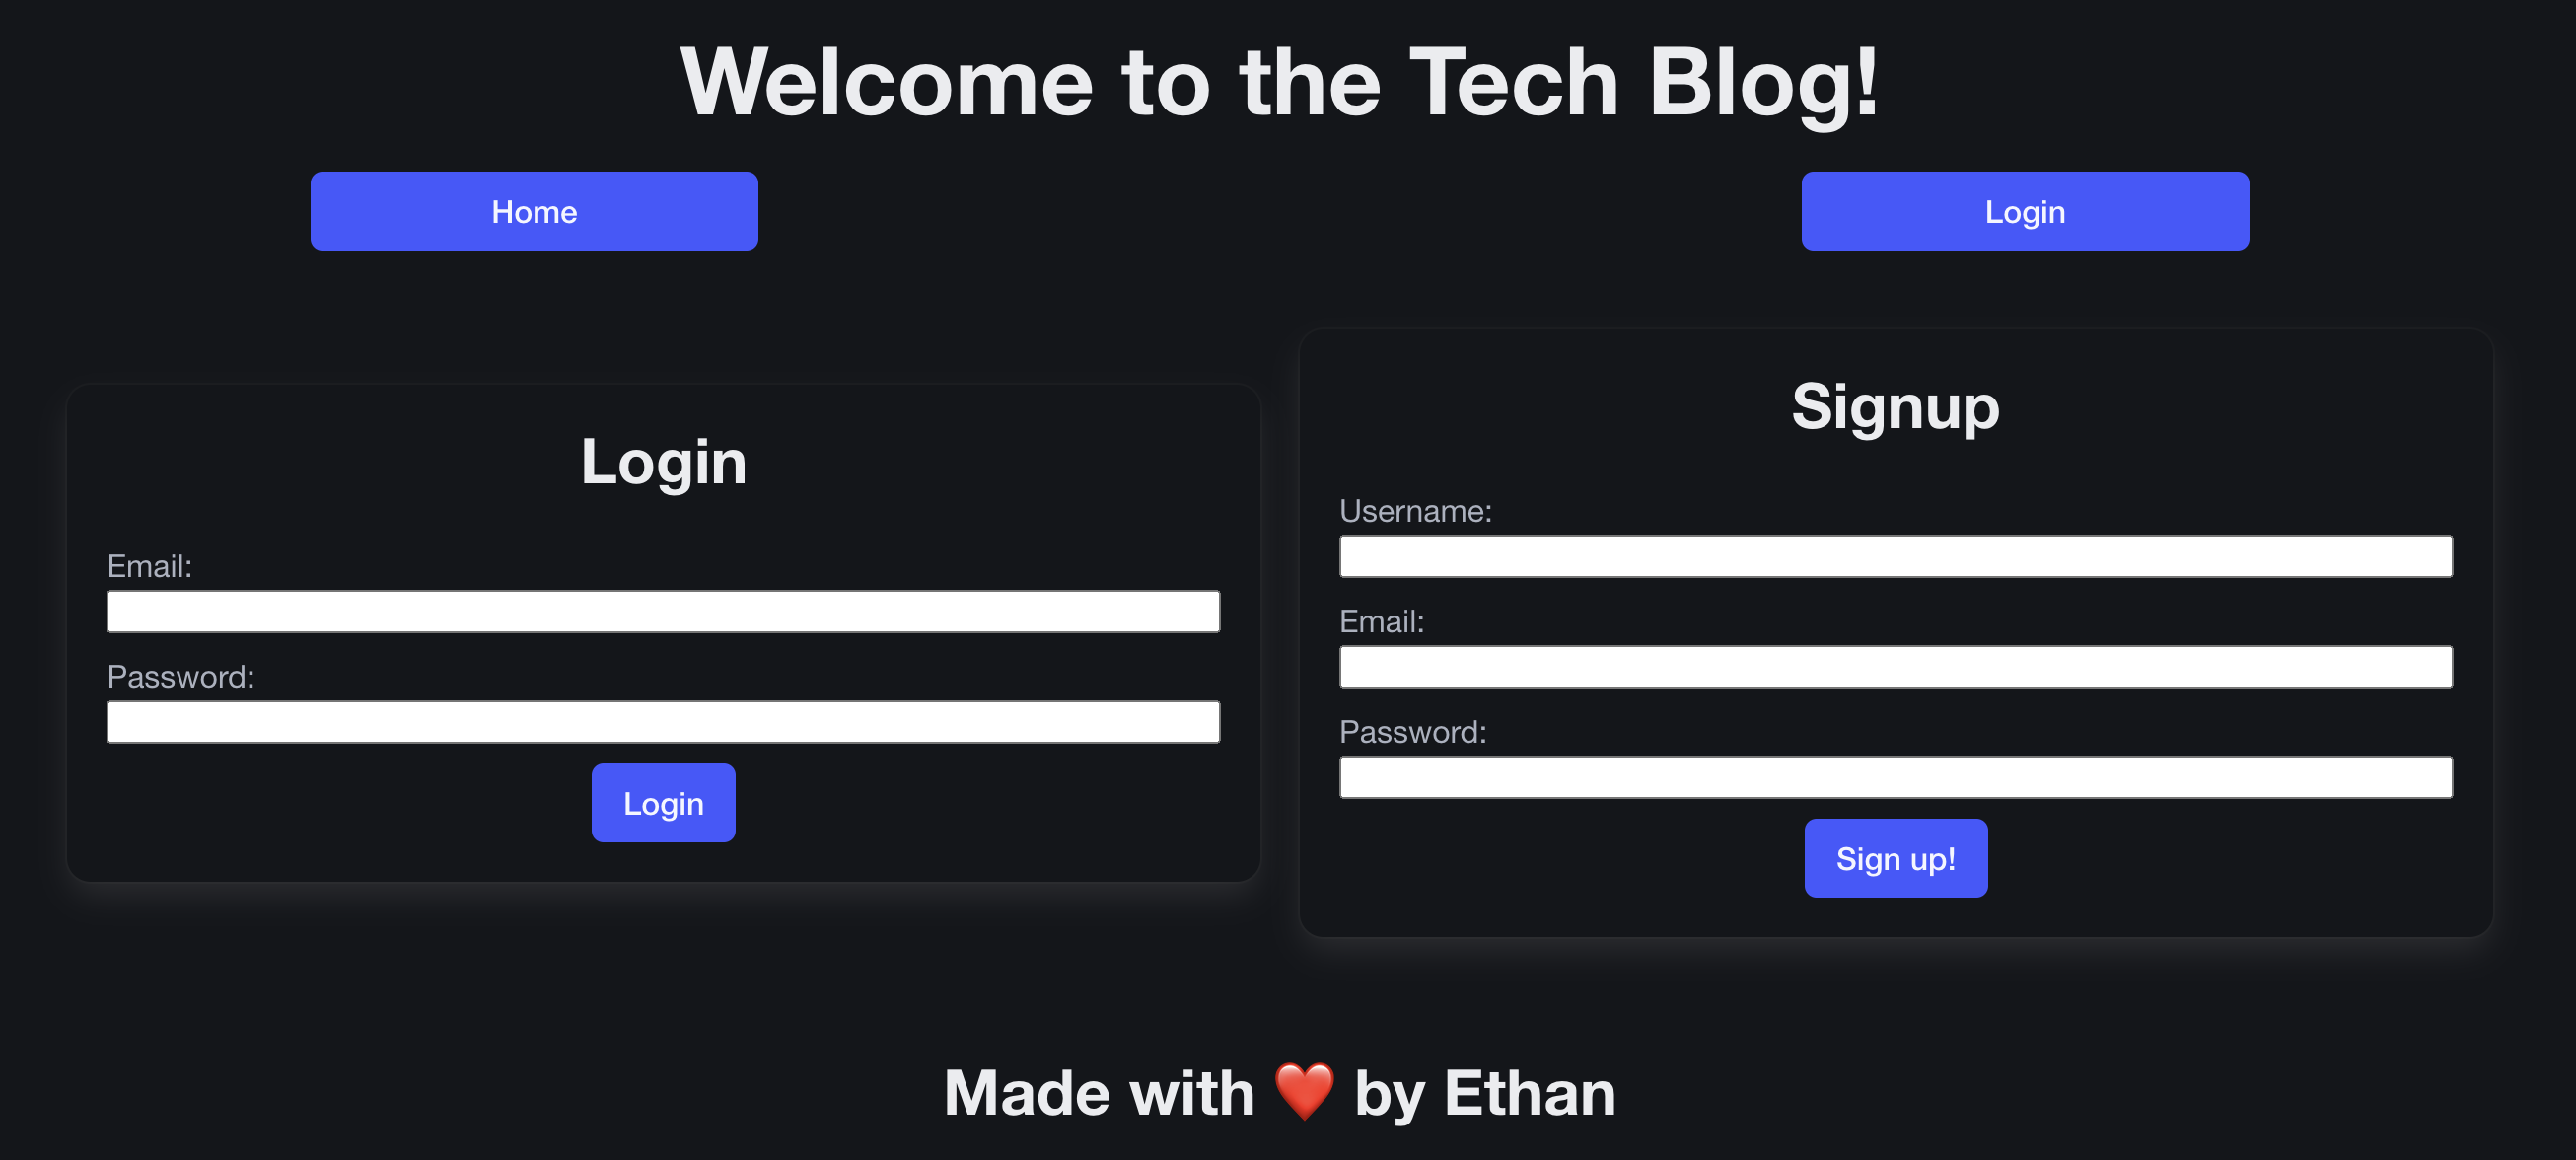 Welcome to the Tech Blog!
Home
Login
Login
Email:
Password:
Login
Signup
Username:
Email:
Password:
Sign up!
Made with ❤️ by Ethan